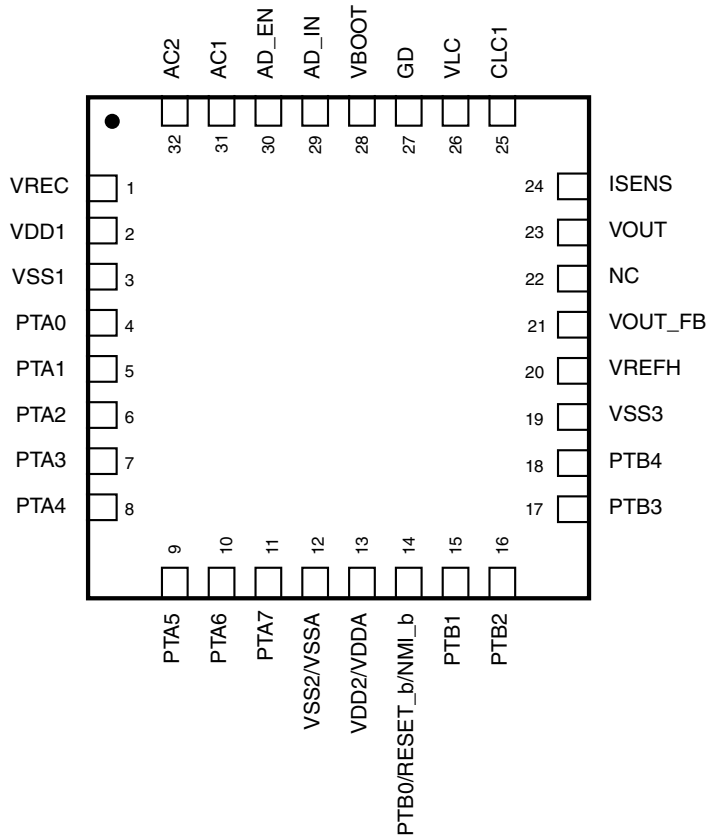 AC2 AC1 AD_EN AD_IN VBOOT GD VLC CLC1
32 31 30 29 28 27 26 25
VREC 1 24 ISENS
VDD1 2 23 VOUT
VSS1 3 22 NC
PTA0 4 21 VOUT_FB
PTA1 5 20 VREFH
PTA2 6 19 VSS3
PTA3 7 18 PTB4
PTA4 8 17 PTB3
9 10 11 12 13 14 15 16
PTA5 PTA6 PTA7 VSS2/VSSA VDD2/VDDA PTB0/RESET_b/NMI_b PTB1 PTB2